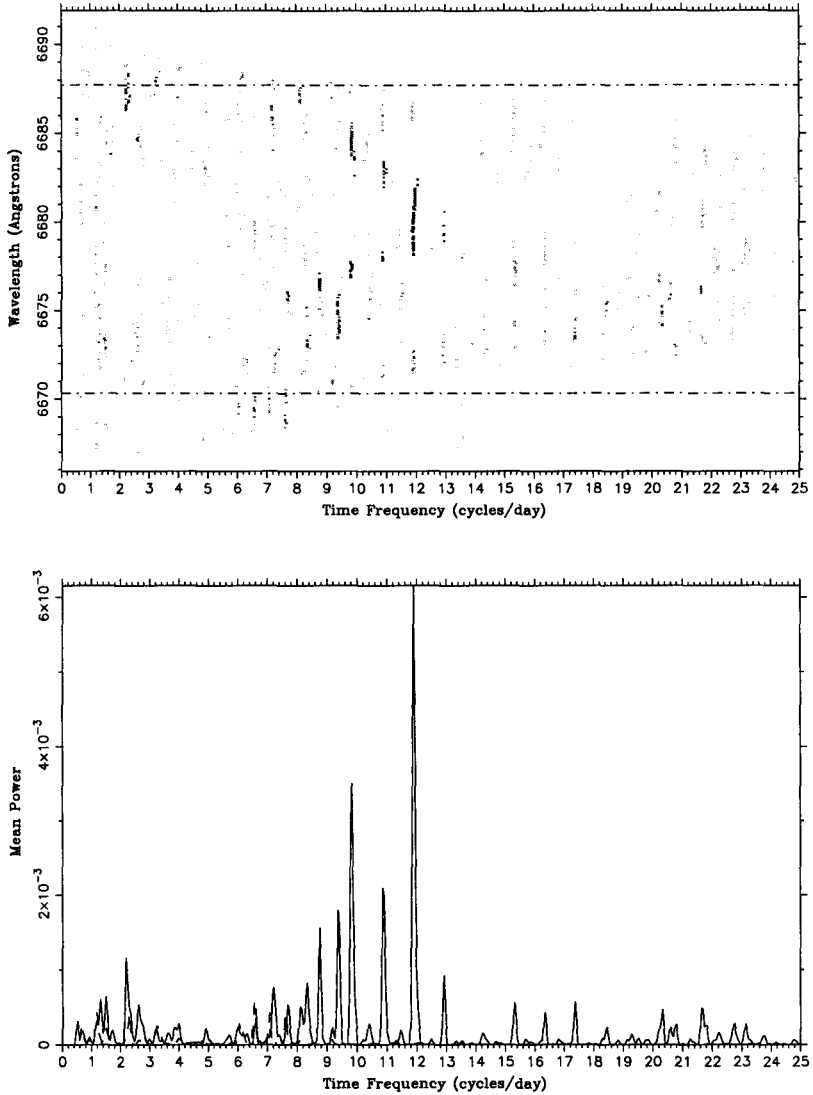 6690
6685
6680
6675
6670
Wavelength (Angstrons)
0 1 2 3 4 5 6 7 8 9 10 11 12 13 14 15 16 17 18 19 20 21 22 23 24 25
Time Frequency (cycles/day)
6×10⁻³
4×10⁻³
2×10⁻³
0
Mean Power
0 1 2 3 4 5 6 7 8 9 10 11 12 13 14 15 16 17 18 19 20 21 22 23 24 25
Time Frequency (cycles/day)